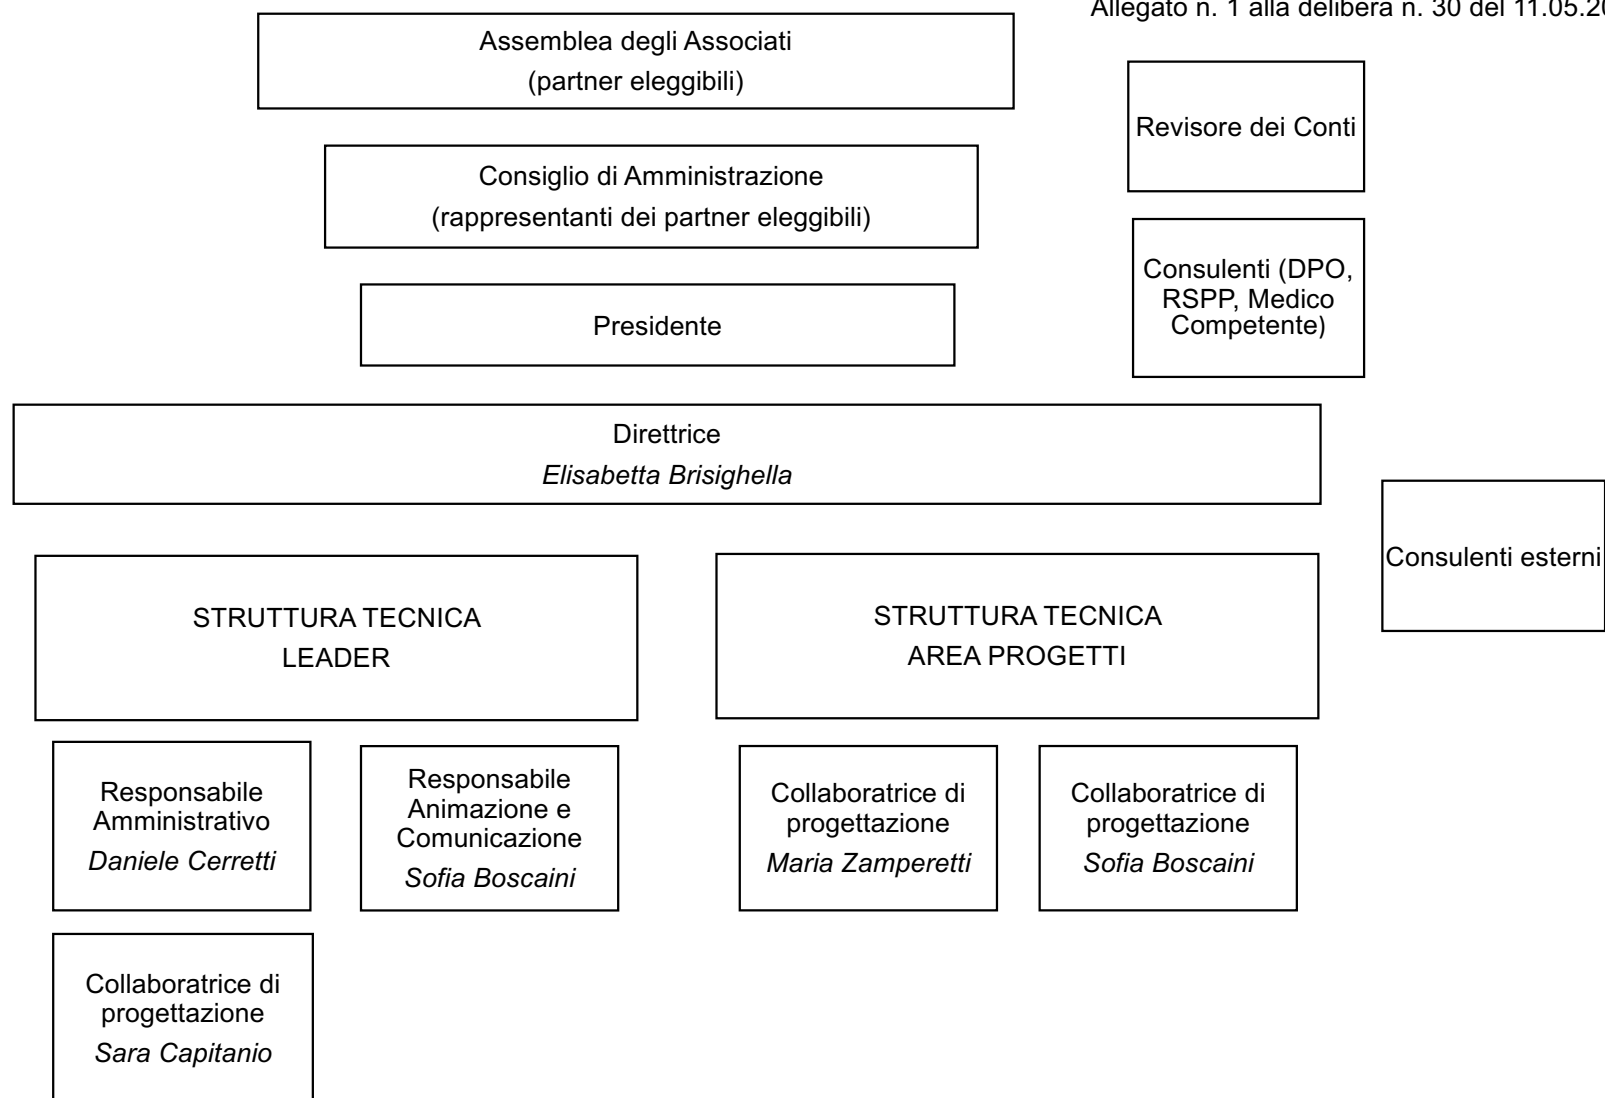 Allegato n. 1 alla delibera n. 30 del 11.05.20
Assemblea degli Associati
(partner eleggibili)
Revisore dei Conti
Consiglio di Amministrazione
(rappresentanti dei partner eleggibili)
Consulenti (DPO,
RSPP, Medico
Competente)
Presidente
Direttrice
Elisabetta Brisighella
Consulenti esterni
STRUTTURA TECNICA
LEADER
STRUTTURA TECNICA
AREA PROGETTI
Responsabile
Amministrativo
Daniele Cerretti
Responsabile
Animazione e
Comunicazione
Sofia Boscaini
Collaboratrice di
progettazione
Maria Zamperetti
Collaboratrice di
progettazione
Sofia Boscaini
Collaboratrice di
progettazione
Sara Capitanio